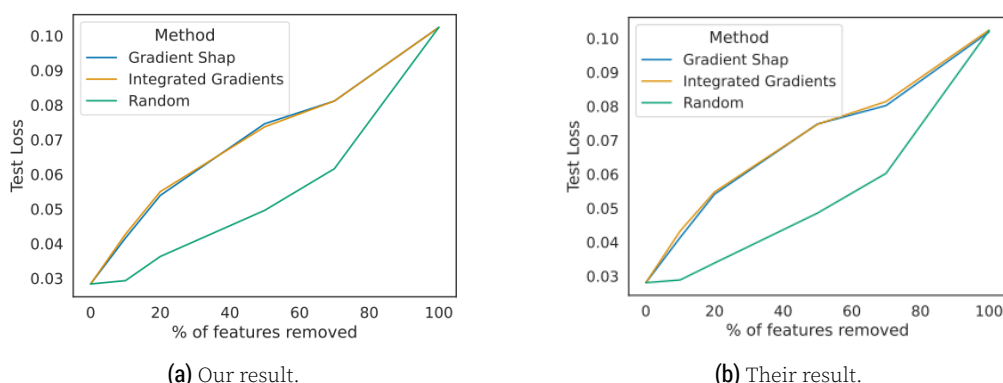 0.10
0.09
0.08
0.07
0.06
0.05
0.04
0.03
Test Loss
Method
Gradient Shap
Integrated Gradients
Random
0 20 40 60 80 100
% of features removed
(a) Our result.
0.10
0.09
0.08
0.07
0.06
0.05
0.04
0.03
Test Loss
Method
Gradient Shap
Integrated Gradients
Random
0 20 40 60 80 100
% of features removed
(b) Their result.